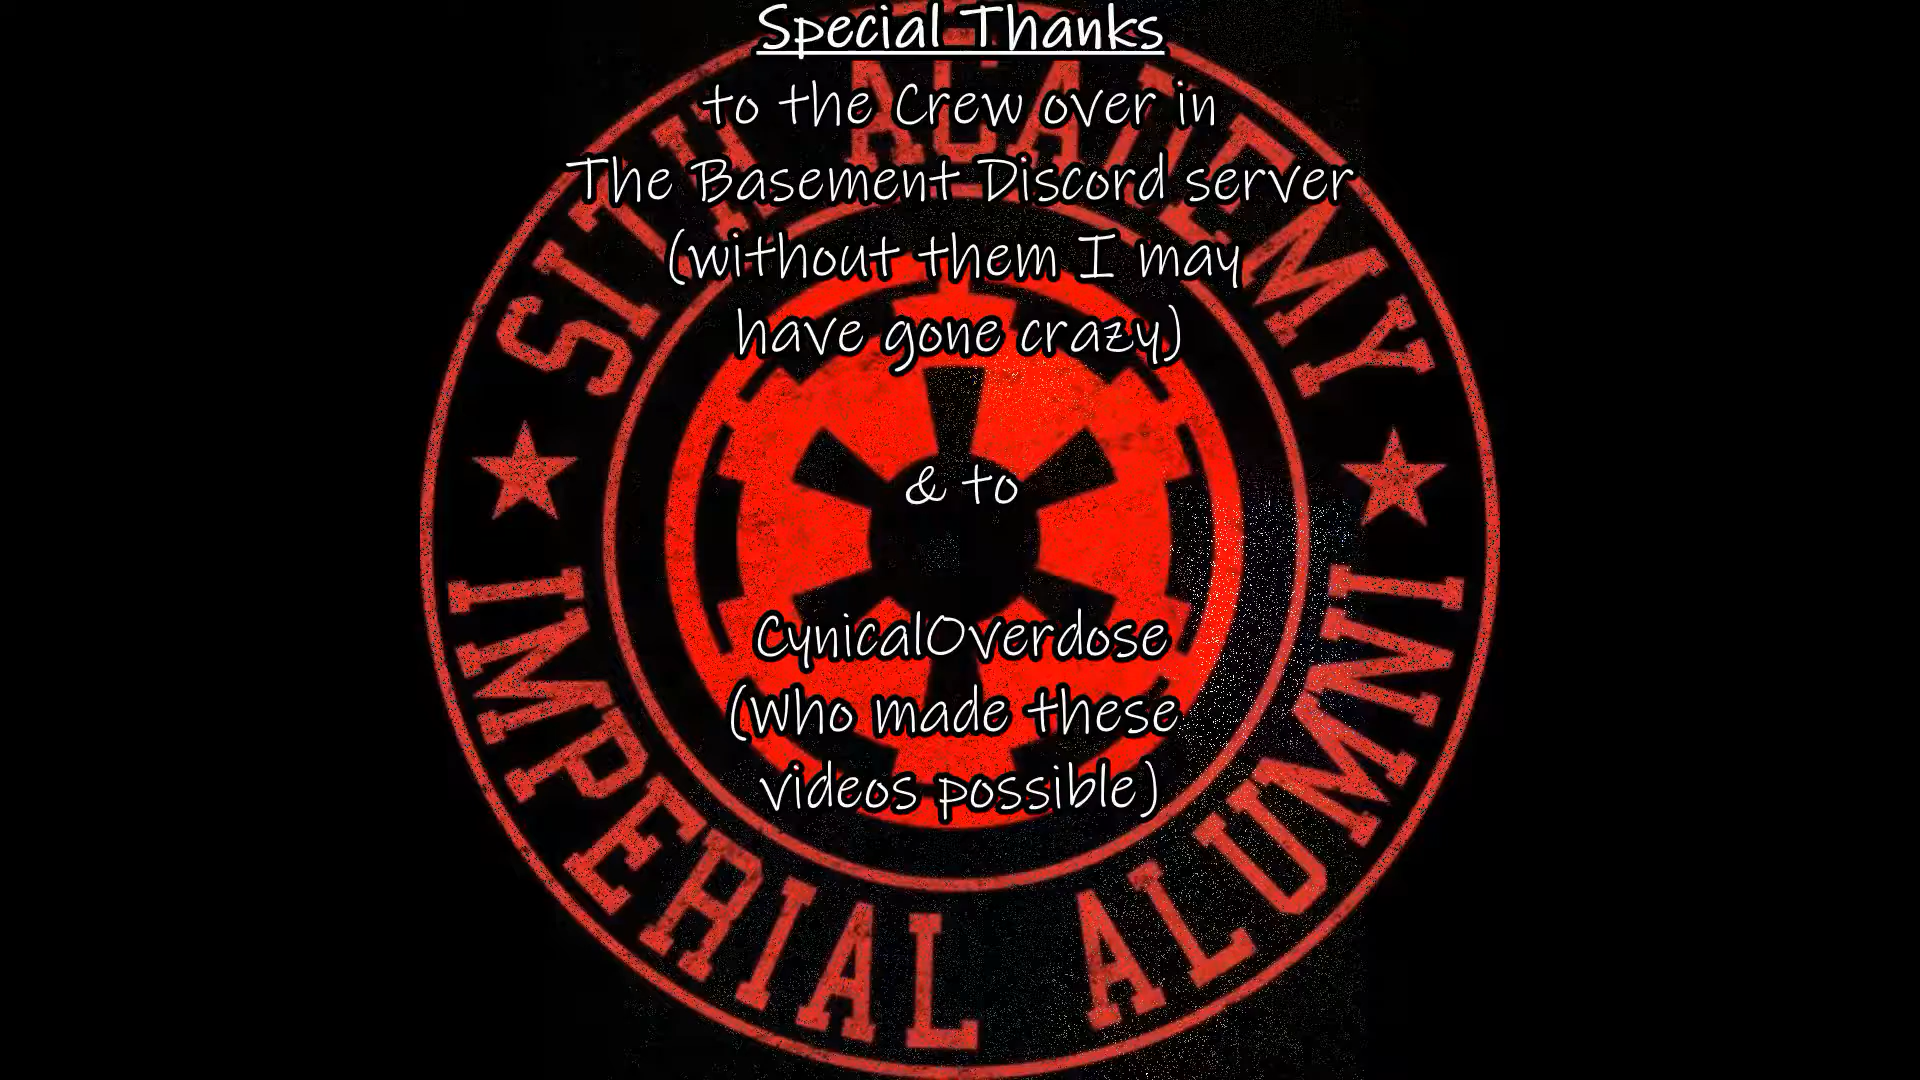 Special Thanks
to the Crew over in
The Basement Discord server
(without them I may
have gone crazy)
& to
CynicalOverdose
(who made these
videos possible)
SITH ACADEMY
IMPERIAL ALUMNI